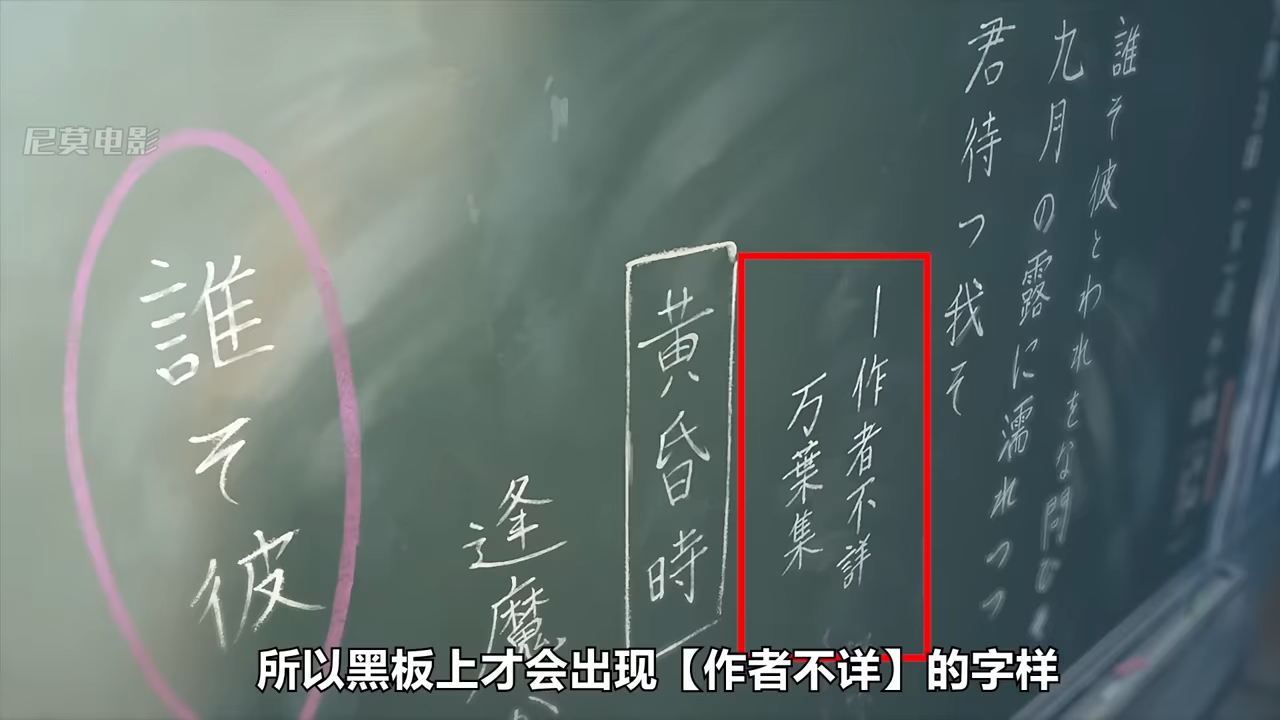 誰そ彼とわれをな問ひそ
九月の露に濡れつつ
君待つ我そ
―作者不詳
万葉集
黄昏時
逢魔
誰そ彼
尼莫电影
所以黑板上才会出现【作者不详】的字样